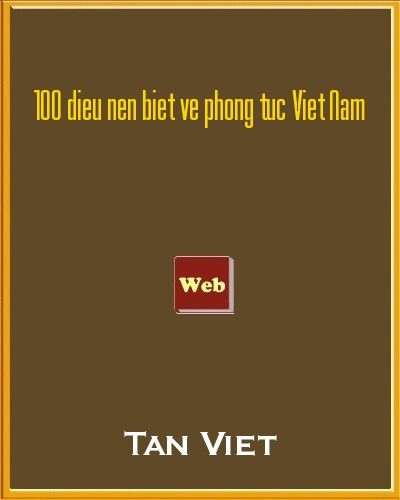 100 dieu nen biet ve phong tuc Viet Nam
Web
TAN VIET